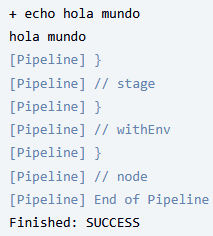 + echo hola mundo
hola mundo
[Pipeline] }
[Pipeline] // stage
[Pipeline] }
[Pipeline] // withEnv
[Pipeline] }
[Pipeline] // node
[Pipeline] End of Pipeline
Finished: SUCCESS